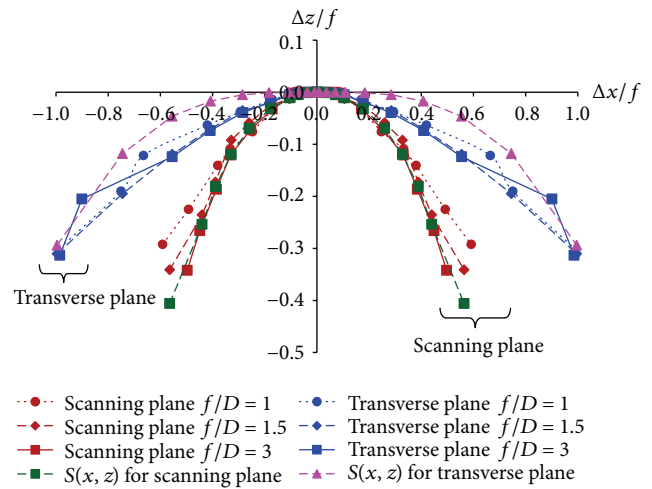 Δz/f
0.1
0.0
Δx/f
−1.0 −0.8 −0.6 −0.4 −0.2 0.0 0.2 0.4 0.6 0.8 1.0
−0.1
−0.2
−0.3
Transverse plane
−0.4
Scanning plane
−0.5
Scanning plane f/D = 1
Scanning plane f/D = 1.5
Scanning plane f/D = 3
S(x, z) for scanning plane
Transverse plane f/D = 1
Transverse plane f/D = 1.5
Transverse plane f/D = 3
S(x, z) for transverse plane